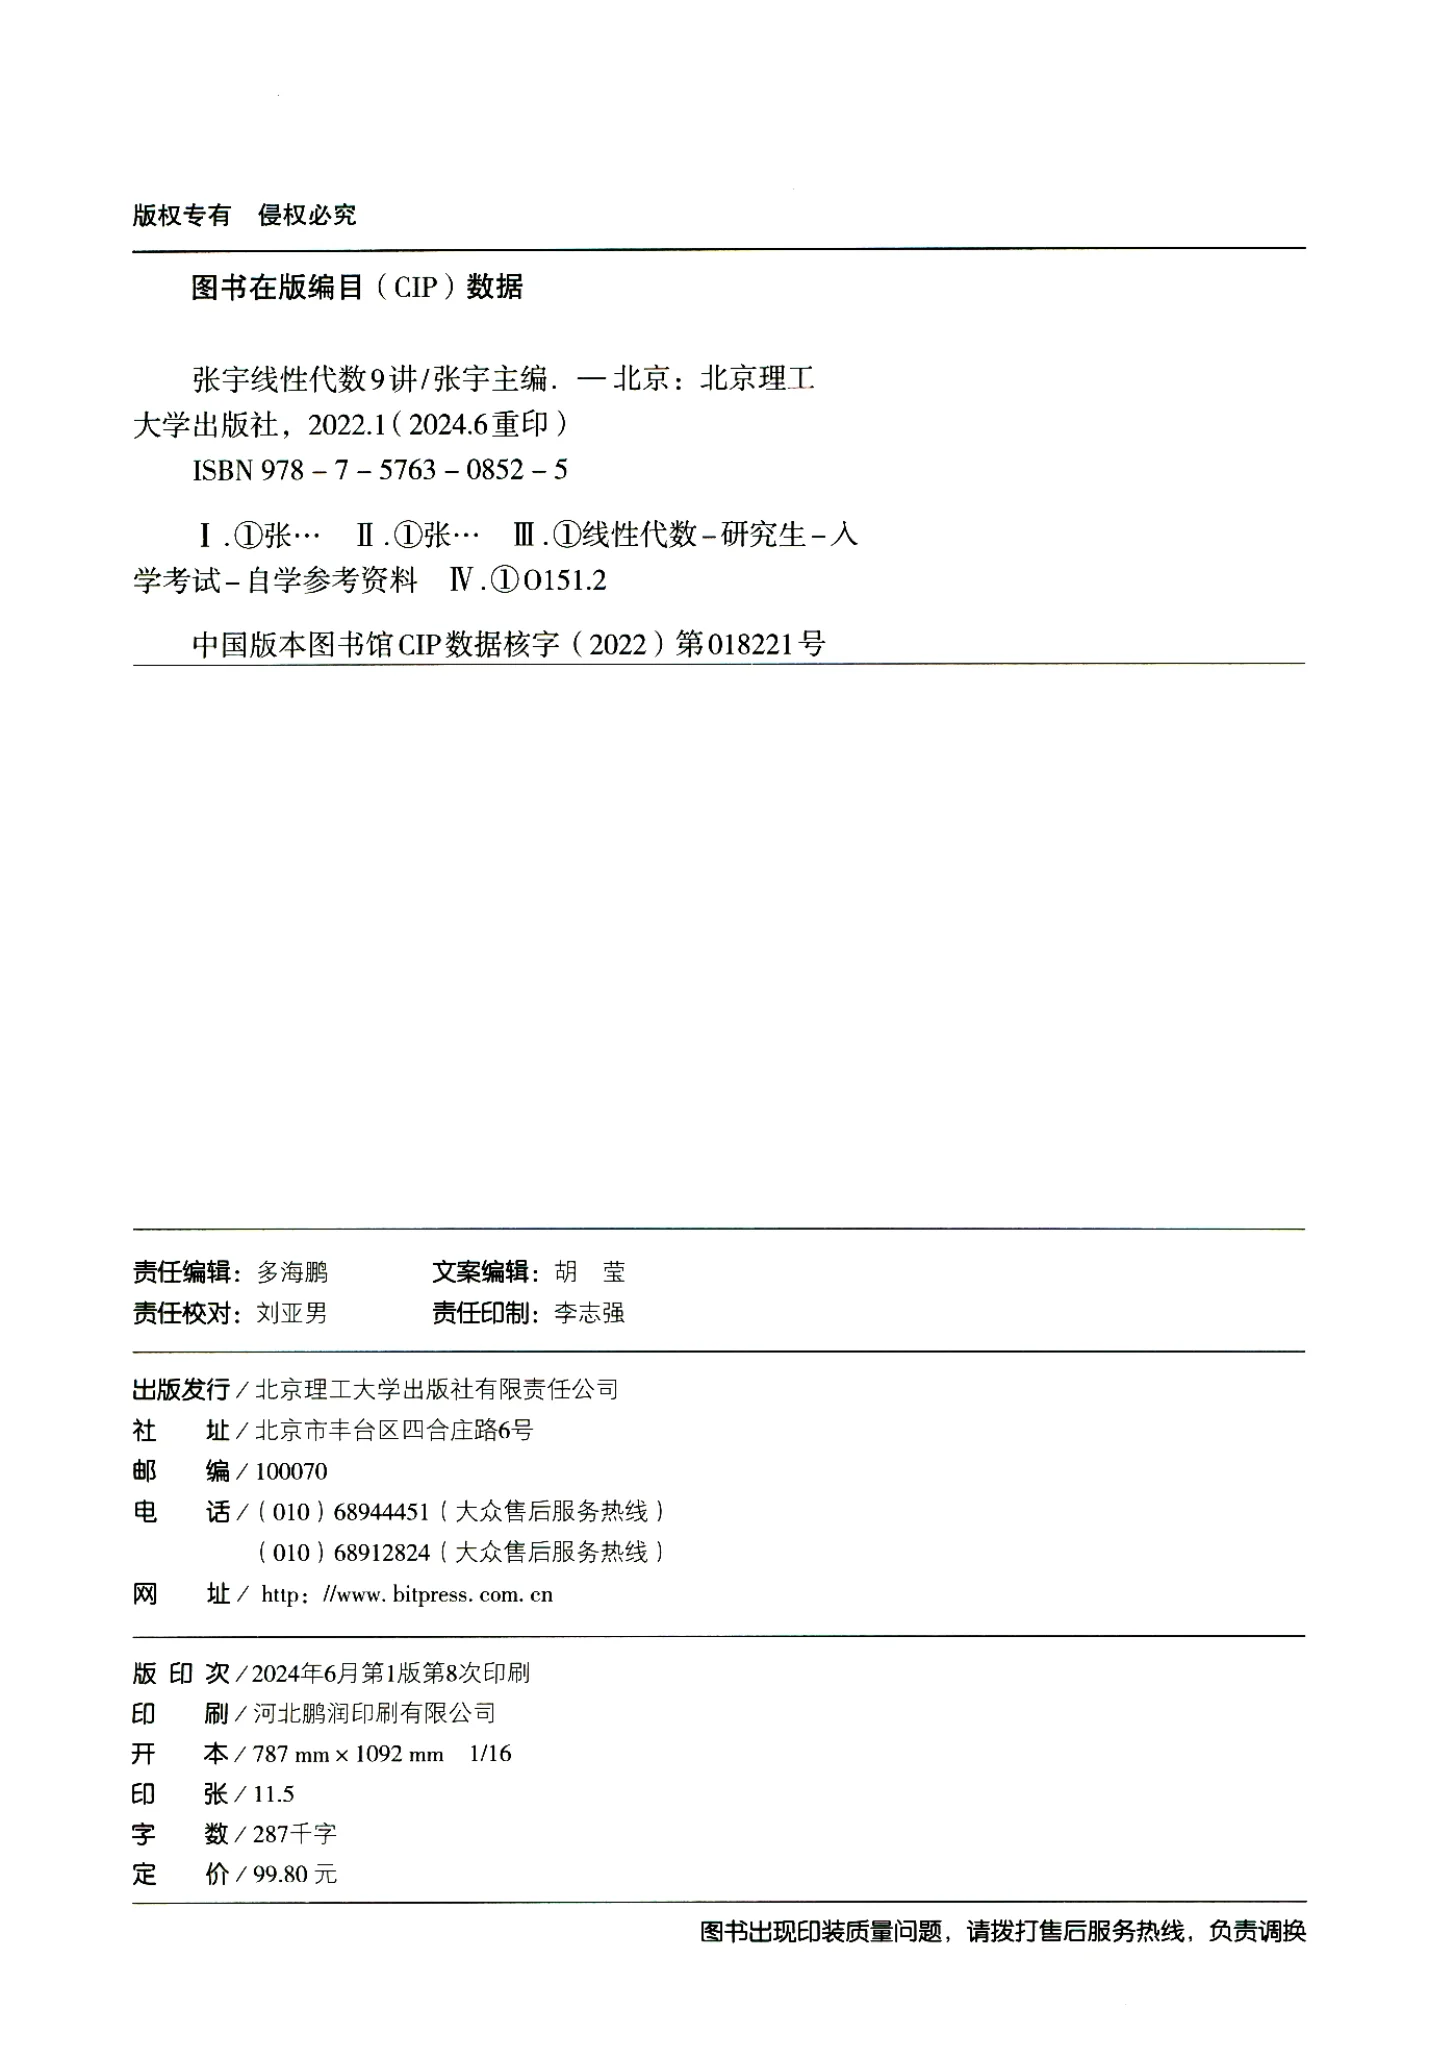 版权专有　侵权必究
图书在版编目（CIP）数据
张宇线性代数9讲/张宇主编. — 北京：北京理工
大学出版社，2022.1（2024.6重印）
ISBN 978 – 7 – 5763 – 0852 – 5
Ⅰ.①张…　Ⅱ.①张…　Ⅲ.①线性代数–研究生–入
学考试–自学参考资料　Ⅳ.①O151.2
中国版本图书馆CIP数据核字（2022）第018221号
责任编辑：多海鹏　文案编辑：胡　莹
责任校对：刘亚男　责任印制：李志强
出版发行/北京理工大学出版社有限责任公司
社　址/北京市丰台区四合庄路6号
邮　编/100070
电　话/（010）68944451（大众售后服务热线）
（010）68912824（大众售后服务热线）
网　址/ http：//www. bitpress. com. cn
版 印 次/2024年6月第1版第8次印刷
印　刷/河北鹏润印刷有限公司
开　本/787 mm × 1092 mm　1/16
印　张/11.5
字　数/287千字
定　价/99.80 元
图书出现印装质量问题，请拨打售后服务热线，负责调换